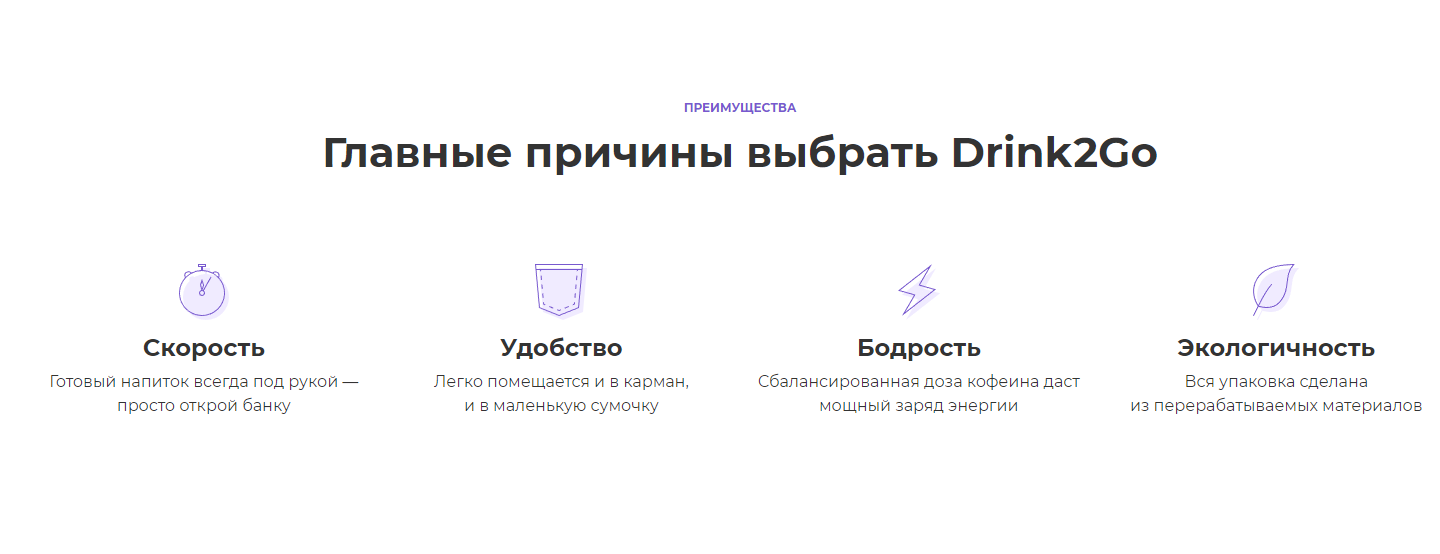 ПРЕИМУЩЕСТВА
Главные причины выбрать Drink2Go
Скорость
Готовый напиток всегда под рукой —
просто открой банку
Удобство
Легко помещается и в карман,
и в маленькую сумочку
Бодрость
Сбалансированная доза кофеина даст
мощный заряд энергии
Экологичность
Вся упаковка сделана
из перерабатываемых материалов